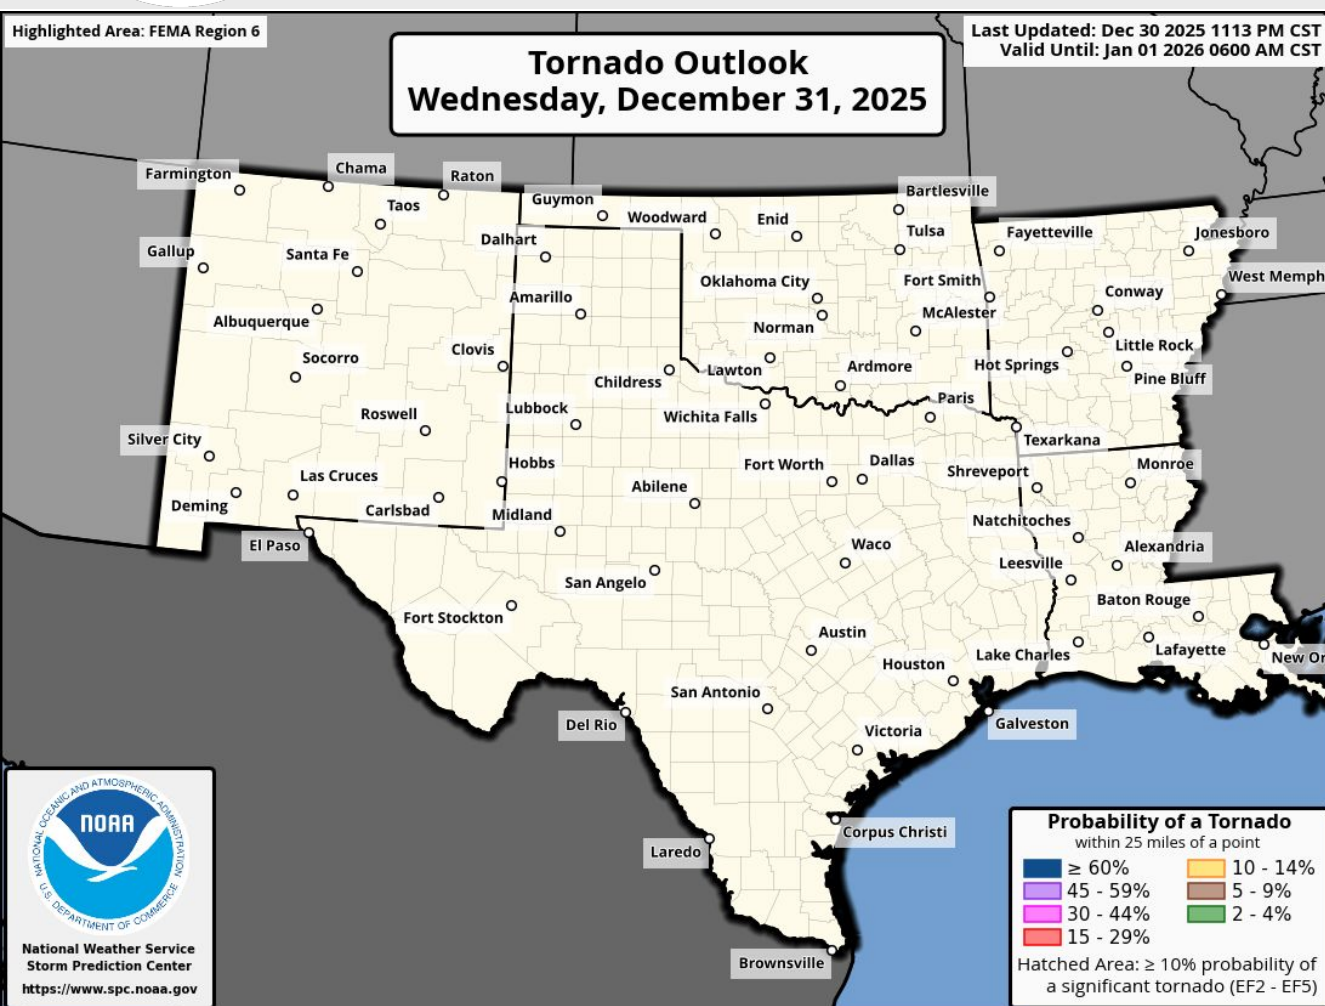 Highlighted Area: FEMA Region 6
Last Updated: Dec 30 2025 1113 PM CST
Valid Until: Jan 01 2026 0600 AM CST
Tornado Outlook
Wednesday, December 31, 2025
Farmington
Chama
Raton
Taos
Guymon
Woodward
Enid
Bartlesville
Tulsa
Fayetteville
Jonesboro
Gallup
Santa Fe
Dalhart
Oklahoma City
Fort Smith
West Memph
Conway
Albuquerque
Amarillo
Norman
McAlester
Little Rock
Socorro
Clovis
Childress
Lawton
Ardmore
Hot Springs
Pine Bluff
Roswell
Lubbock
Wichita Falls
Paris
Silver City
Texarkana
Las Cruces
Hobbs
Abilene
Fort Worth
Dallas
Shreveport
Monroe
Deming
Carlsbad
Midland
Natchitoches
El Paso
Waco
Alexandria
San Angelo
Leesville
Fort Stockton
Baton Rouge
Austin
Houston
Lake Charles
Lafayette
New Or
San Antonio
Del Rio
Victoria
Galveston
Corpus Christi
Laredo
Brownsville
NATIONAL OCEANIC AND ATMOSPHERIC ADMINISTRATION
NOAA
U.S. DEPARTMENT OF COMMERCE
National Weather Service
Storm Prediction Center
https://www.spc.noaa.gov
Probability of a Tornado
within 25 miles of a point
≥ 60%
10 - 14%
45 - 59%
5 - 9%
30 - 44%
2 - 4%
15 - 29%
Hatched Area: ≥ 10% probability of
a significant tornado (EF2 - EF5)